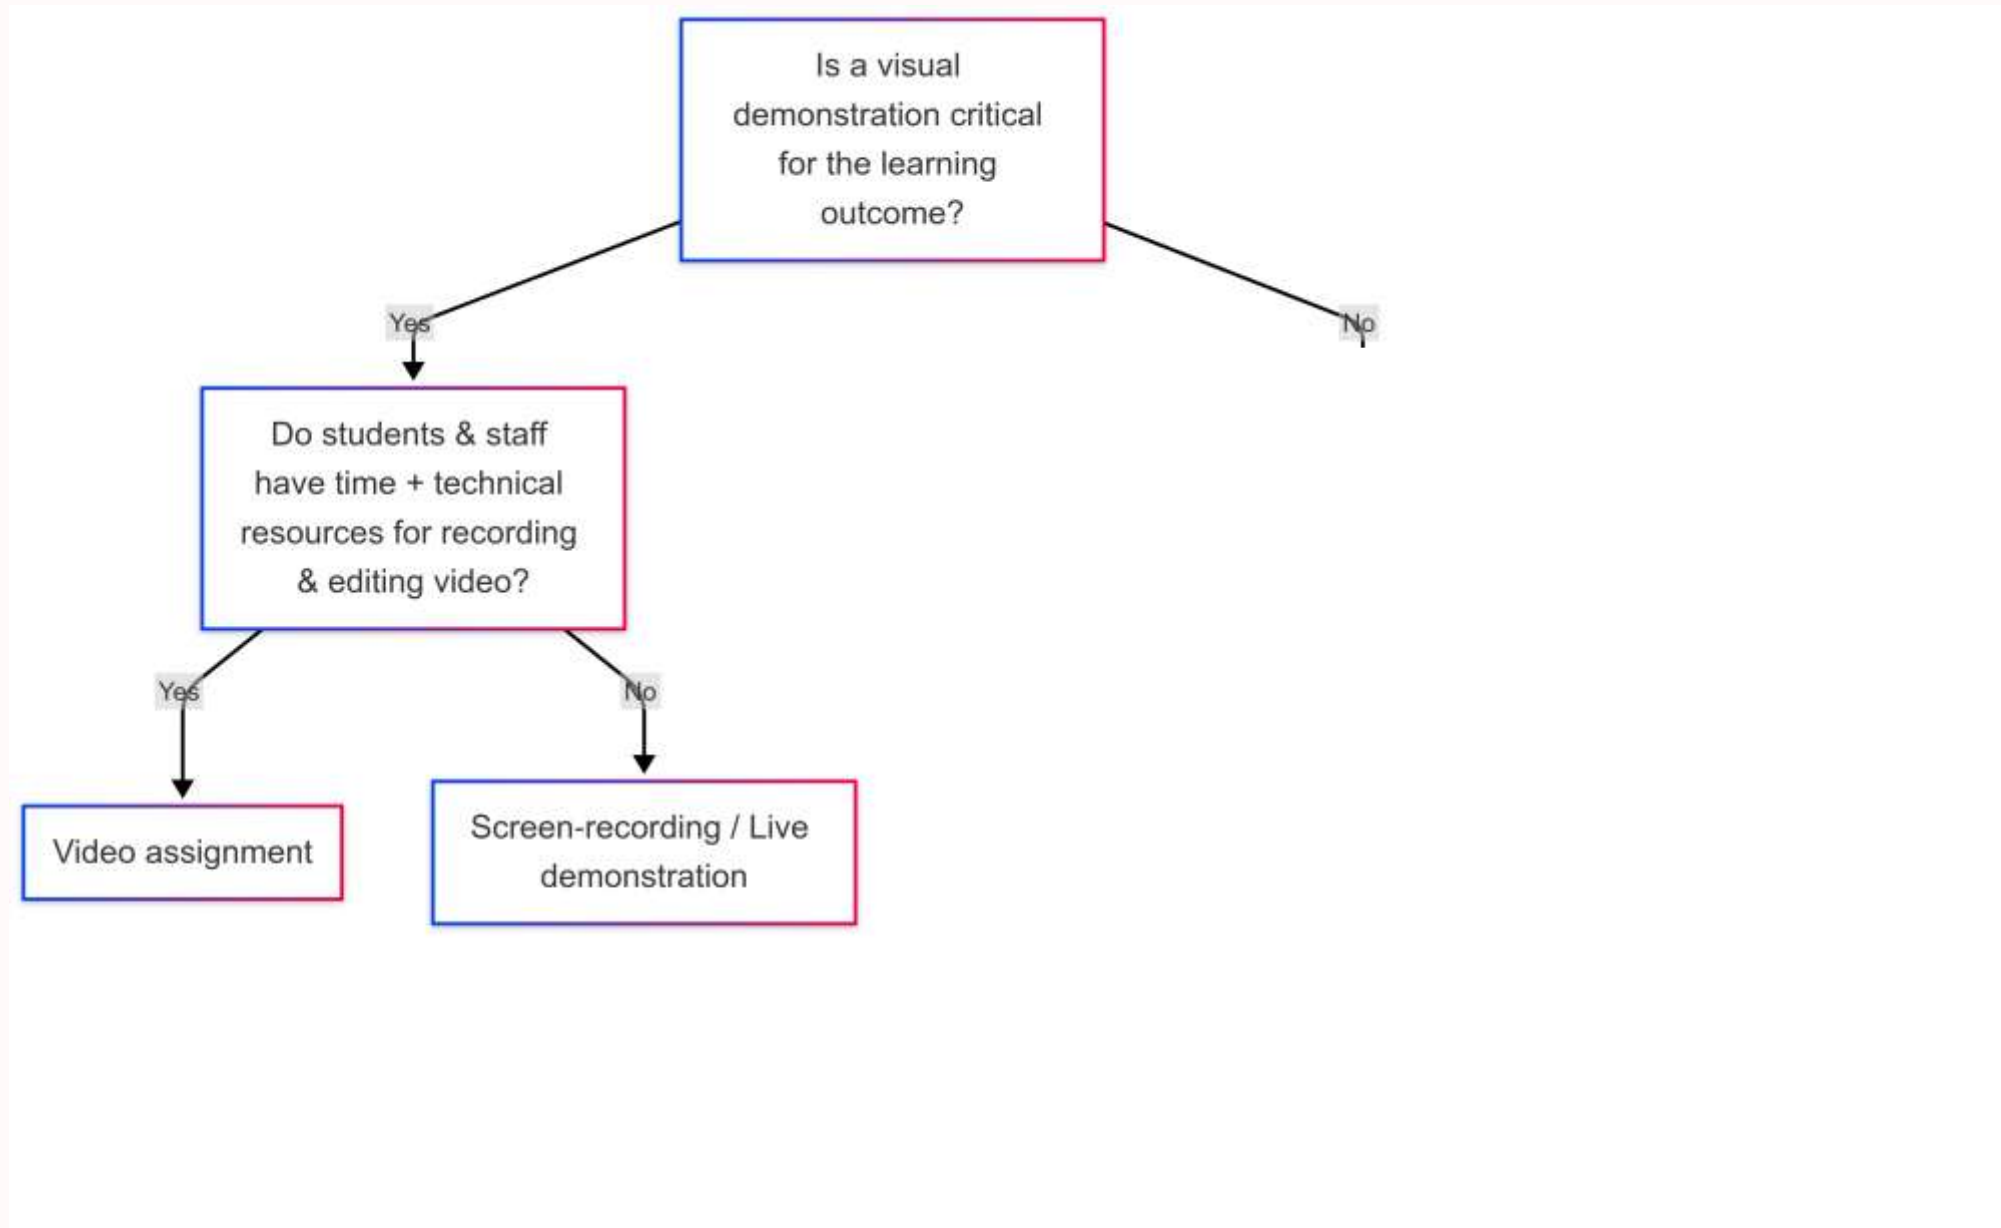 Is a visual
demonstration critical
for the learning
outcome?
Yes
No
Do students & staff
have time + technical
resources for recording
& editing video?
Yes
No
Video assignment
Screen-recording / Live
demonstration